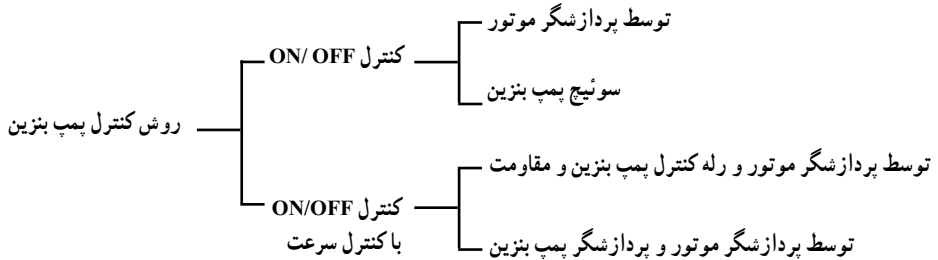 روش کنترل پمپ بنزین
کنترل ON/ OFF
توسط پردازشگر موتور
سوئیچ پمپ بنزین
کنترل ON/OFF
با کنترل سرعت
توسط پردازشگر موتور و رله کنترل پمپ بنزین و مقاومت
توسط پردازشگر موتور و پردازشگر پمپ بنزین